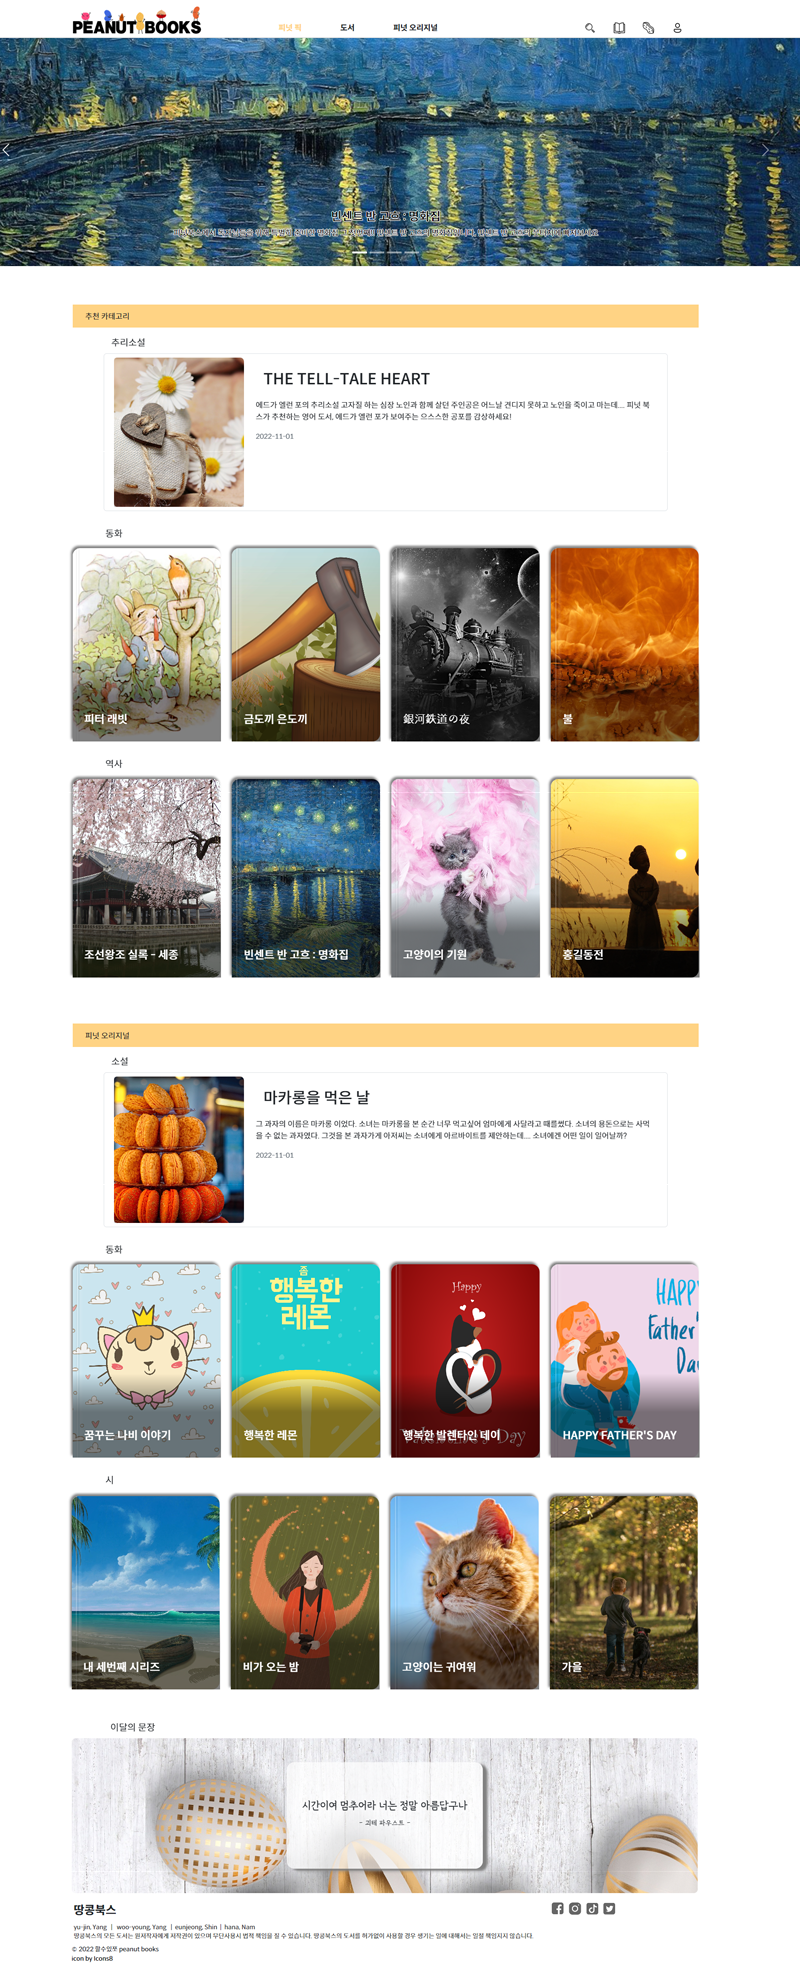 PEANUT BOOKS
피넛 픽
도서
피넛 오리지널
빈센트 반 고흐 : 명화집
추천 카테고리
추리소설
THE TELL-TALE HEART
에드가 앨런 포의 추리소설 고자질 하는 심장 노인과 함께 살던 주인공은 어느날 견디지 못하고 노인을 죽이고 마는데.... 피넛 북
스가 추천하는 영어 도서, 에드가 앨런 포가 보여주는 으스스한 공포를 감상하세요!
2022-11-01
동화
피터 래빗
금도끼 은도끼
銀河鉄道の夜
불
역사
조선왕조 실록 - 세종
빈센트 반 고흐 : 명화집
고양이의 기원
홍길동전
피넛 오리지널
소설
마카롱을 먹은 날
그 과자의 이름은 마카롱 이었다. 소녀는 마카롱을 본 순간 너무 먹고싶어 엄마에게 사달라고 떼를썼다. 소녀의 용돈으로는 사먹
을 수 없는 과자였다. 그것을 본 과자가게 아저씨는 소녀에게 아르바이트를 제안하는데.... 소녀에겐 어떤 일이 일어날까?
2022-11-01
동화
꿈꾸는 나비 이야기
좀
행복한
레몬
행복한 레몬
Happy
Valentine's Day
행복한 발렌타인 데이
HAPPY
Father'
Da
HAPPY FATHER'S DAY
시
내 세번째 시리즈
비가 오는 밤
고양이는 귀여워
가을
이달의 문장
시간이여 멈추어라 너는 정말 아름답구나
- 괴테 파우스트 -
땅콩북스
yu-jin, Yang | woo-young, Yang | eunjeong, Shin | hana, Nam
땅콩북스의 모든 도서는 원저작자에게 저작권이 있으며 무단사용시 법적 책임을 질 수 있습니다. 땅콩북스의 도서를 허가없이 사용할 경우 생기는 일에 대해서는 일절 책임지지 않습니다.
© 2022 할수있쪼 peanut books
icon by Icons8